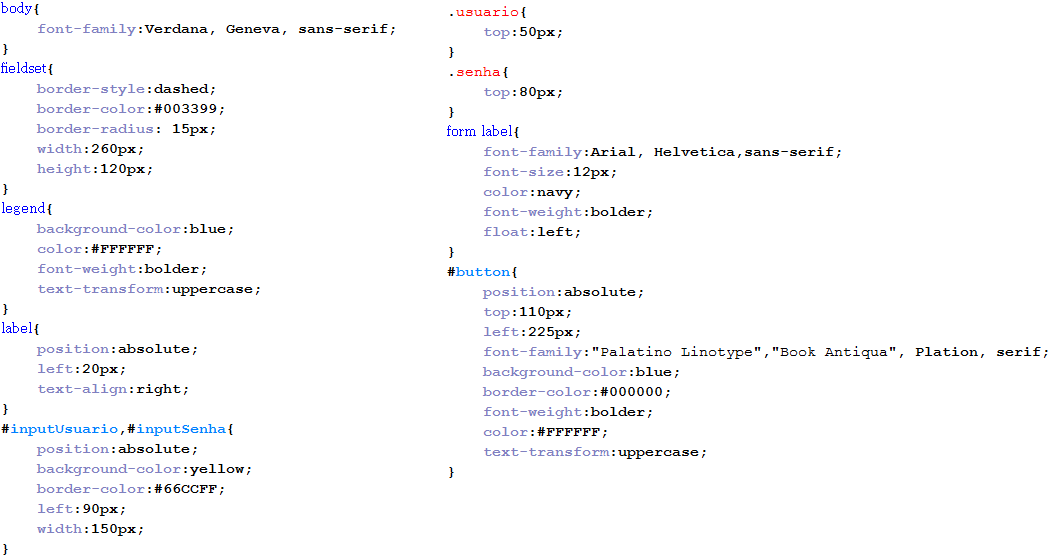 body{
font-family:Verdana, Geneva, sans-serif;
}
fieldset{
border-style:dashed;
border-color:#003399;
border-radius: 15px;
width:260px;
height:120px;
}
legend{
background-color:blue;
color:#FFFFFF;
font-weight:bolder;
text-transform:uppercase;
}
label{
position:absolute;
left:20px;
text-align:right;
}
#inputUsuario,#inputSenha{
position:absolute;
background-color:yellow;
border-color:#66CCFF;
left:90px;
width:150px;
}
.usuario{
top:50px;
}
.senha{
top:80px;
}
form label{
font-family:Arial, Helvetica,sans-serif;
font-size:12px;
color:navy;
font-weight:bolder;
float:left;
}
#button{
position:absolute;
top:110px;
left:225px;
font-family:"Palatino Linotype","Book Antiqua", Plation, serif;
background-color:blue;
border-color:#000000;
font-weight:bolder;
color:#FFFFFF;
text-transform:uppercase;
}